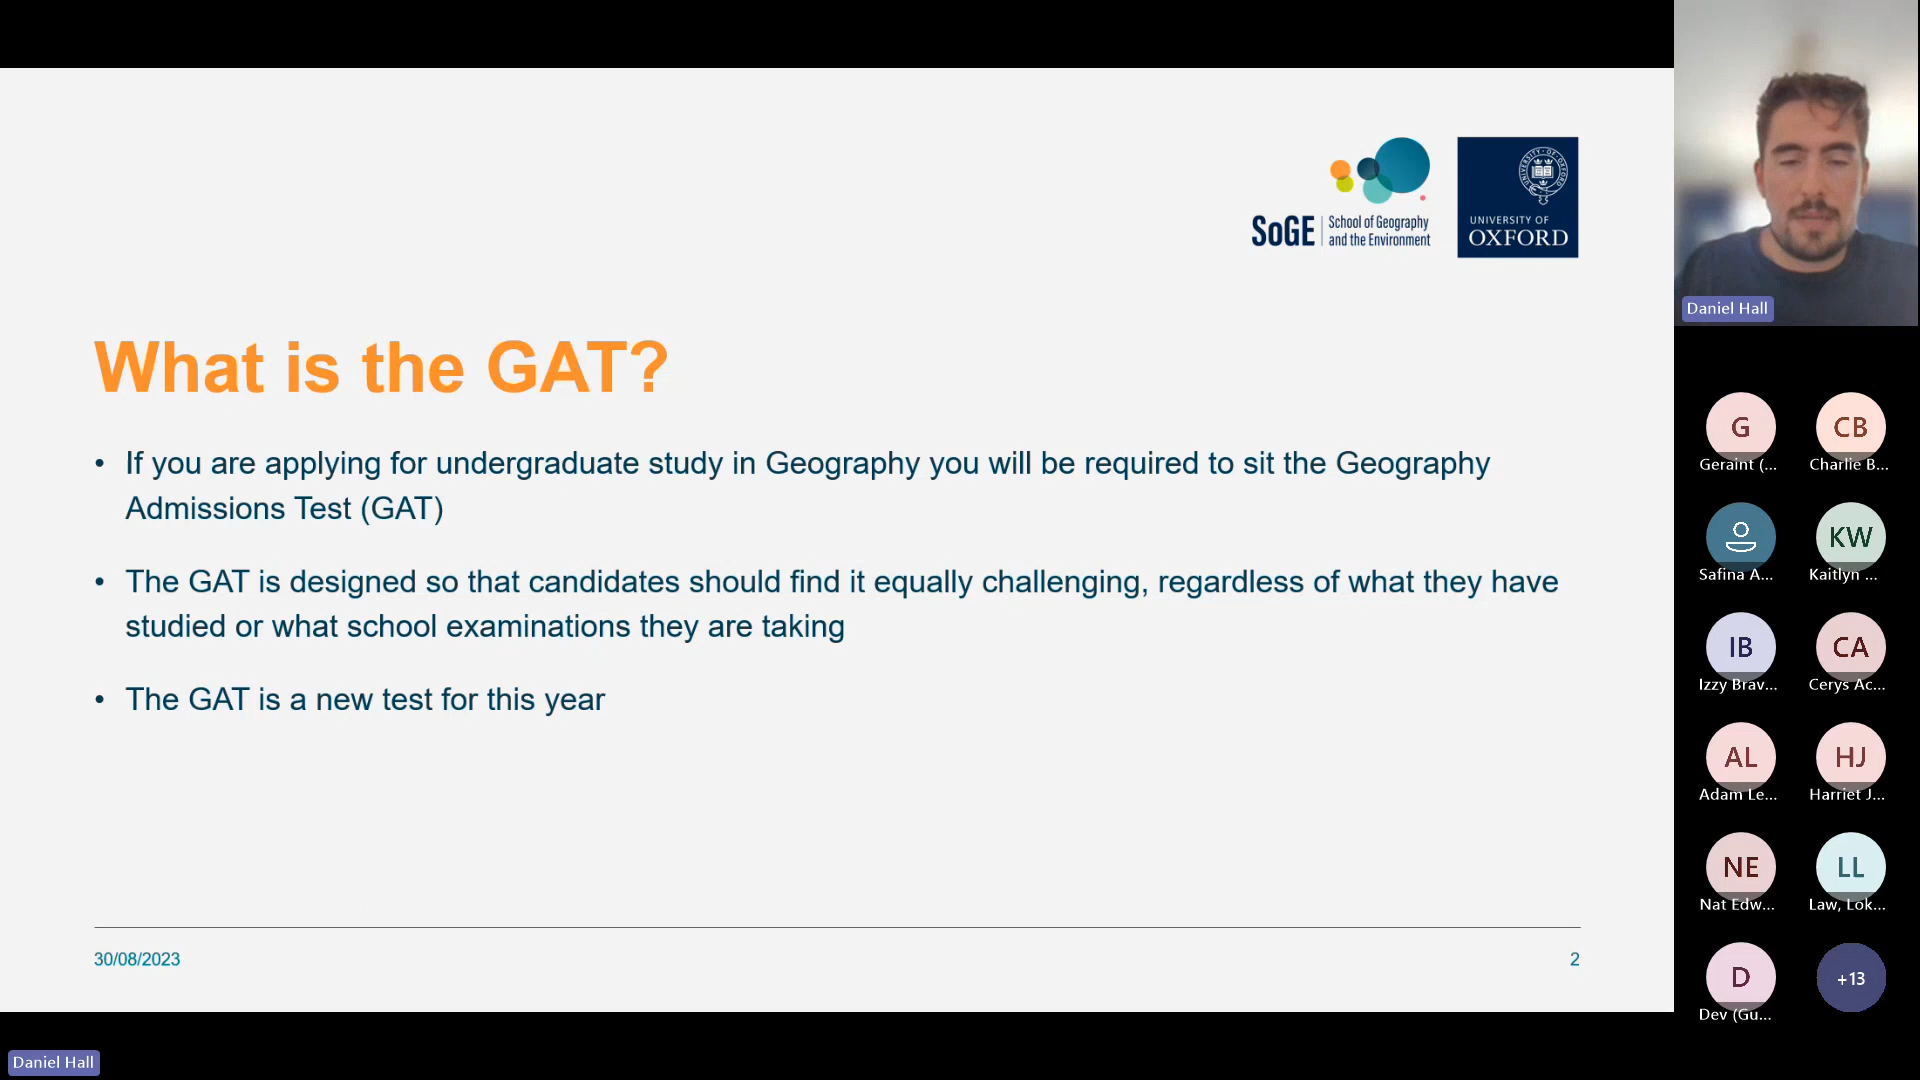 SoGE
School of Geography
and the Environment
UNIVERSITY OF
OXFORD
What is the GAT?
• If you are applying for undergraduate study in Geography you will be required to sit the Geography
Admissions Test (GAT)
• The GAT is designed so that candidates should find it equally challenging, regardless of what they have
studied or what school examinations they are taking
• The GAT is a new test for this year
30/08/2023
2
Daniel Hall
G
Geraint (...
CB
Charlie B...
Safina A...
KW
Kaitlyn ...
IB
Izzy Brav...
CA
Cerys Ac...
AL
Adam Le...
HJ
Harriet J...
NE
Nat Edw...
LL
Law, Lok...
D
Dev (Gu...
+13
Daniel Hall